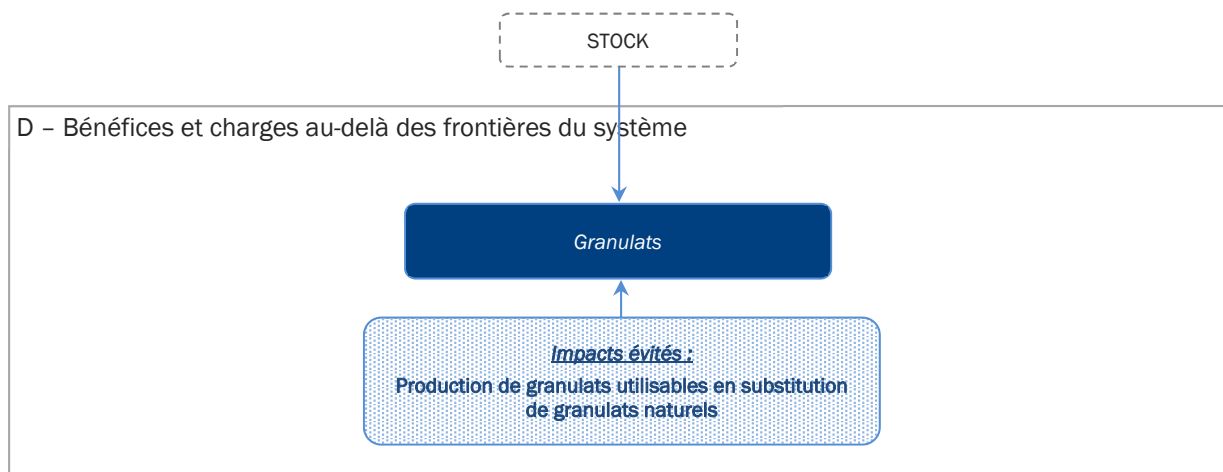 STOCK
D – Bénéfices et charges au-delà des frontières du système
Granulats
Impacts évités :
Production de granulats utilisables en substitution
de granulats naturels